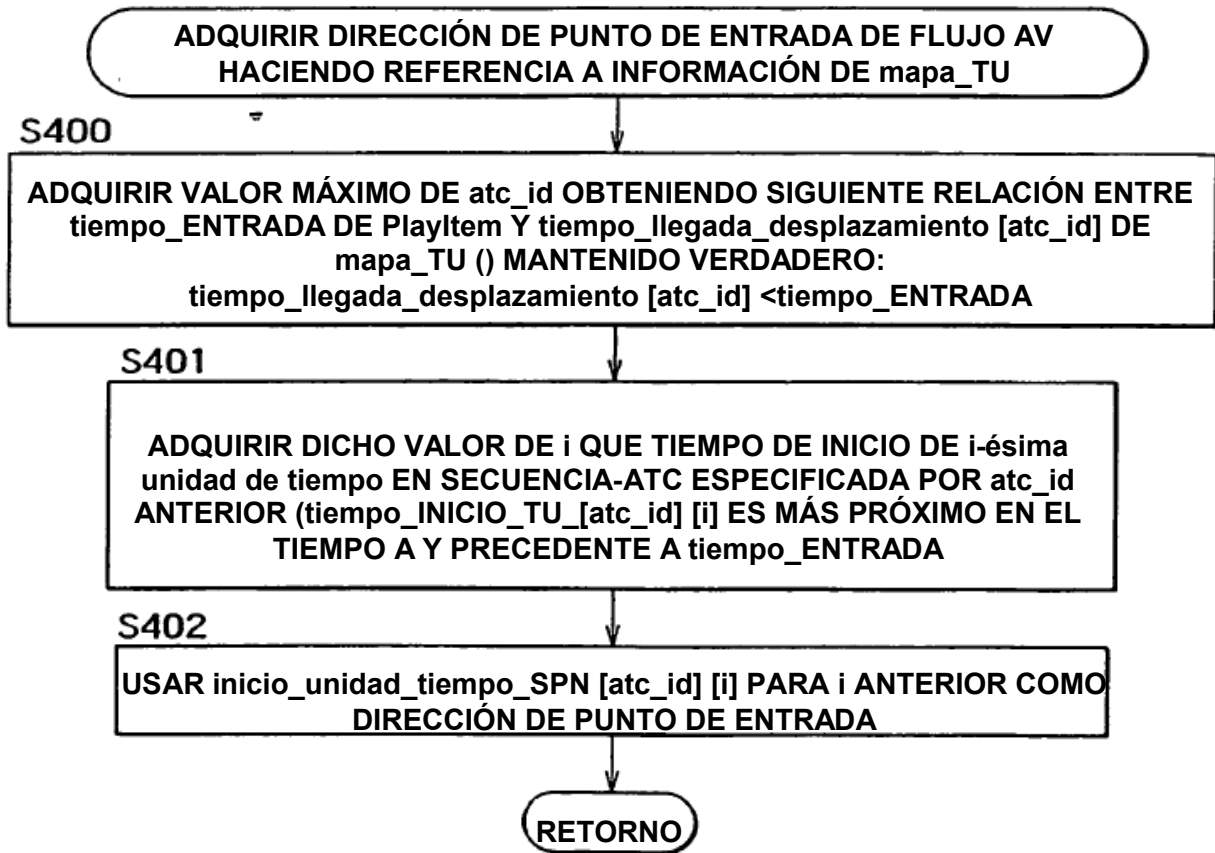 ADQUIRIR DIRECCIÓN DE PUNTO DE ENTRADA DE FLUJO AV
HACIENDO REFERENCIA A INFORMACIÓN DE mapa_TU
S400
ADQUIRIR VALOR MÁXIMO DE atc_id OBTENIENDO SIGUIENTE RELACIÓN ENTRE
tiempo_ENTRADA DE PlayItem Y tiempo_llegada_desplazamiento [atc_id] DE
mapa_TU () MANTENIDO VERDADERO:
tiempo_llegada_desplazamiento [atc_id] <tiempo_ENTRADA
S401
ADQUIRIR DICHO VALOR DE i QUE TIEMPO DE INICIO DE i-ésima
unidad de tiempo EN SECUENCIA-ATC ESPECIFICADA POR atc_id
ANTERIOR (tiempo_INICIO_TU_[atc_id] [i] ES MÁS PRÓXIMO EN EL
TIEMPO A Y PRECEDENTE A tiempo_ENTRADA
S402
USAR inicio_unidad_tiempo_SPN [atc_id] [i] PARA i ANTERIOR COMO
DIRECCIÓN DE PUNTO DE ENTRADA
RETORNO